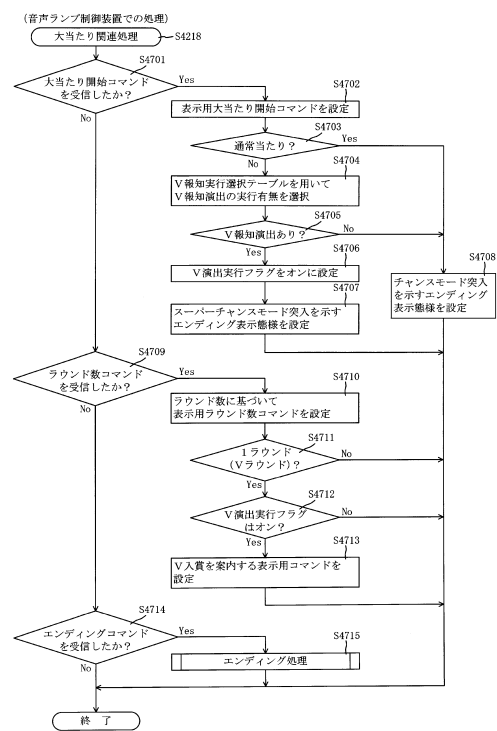 (音声ランプ制御装置での処理)
大当たり関連処理
S4218
S4701
大当たり開始コマンド
を受信したか?
Yes
No
S4702
表示用大当たり開始コマンドを設定
S4703
通常当たり?
Yes
No
S4704
V報知実行選択テーブルを用いて
V報知演出の実行有無を選択
S4705
V報知演出あり?
No
Yes
S4706
V演出実行フラグをオンに設定
S4707
スーパーチャンスモード突入を示す
エンディング表示態様を設定
S4708
チャンスモード突入
を示すエンディング
表示態様を設定
S4709
ラウンド数コマンド
を受信したか?
Yes
No
S4710
ラウンド数に基づいて
表示用ラウンド数コマンドを設定
S4711
1ラウンド
(Vラウンド)?
No
Yes
S4712
V演出実行フラグ
はオン?
No
Yes
S4713
V入賞を案内する表示用コマンドを
設定
S4714
エンディングコマンド
を受信したか?
Yes
No
S4715
エンディング処理
終 了